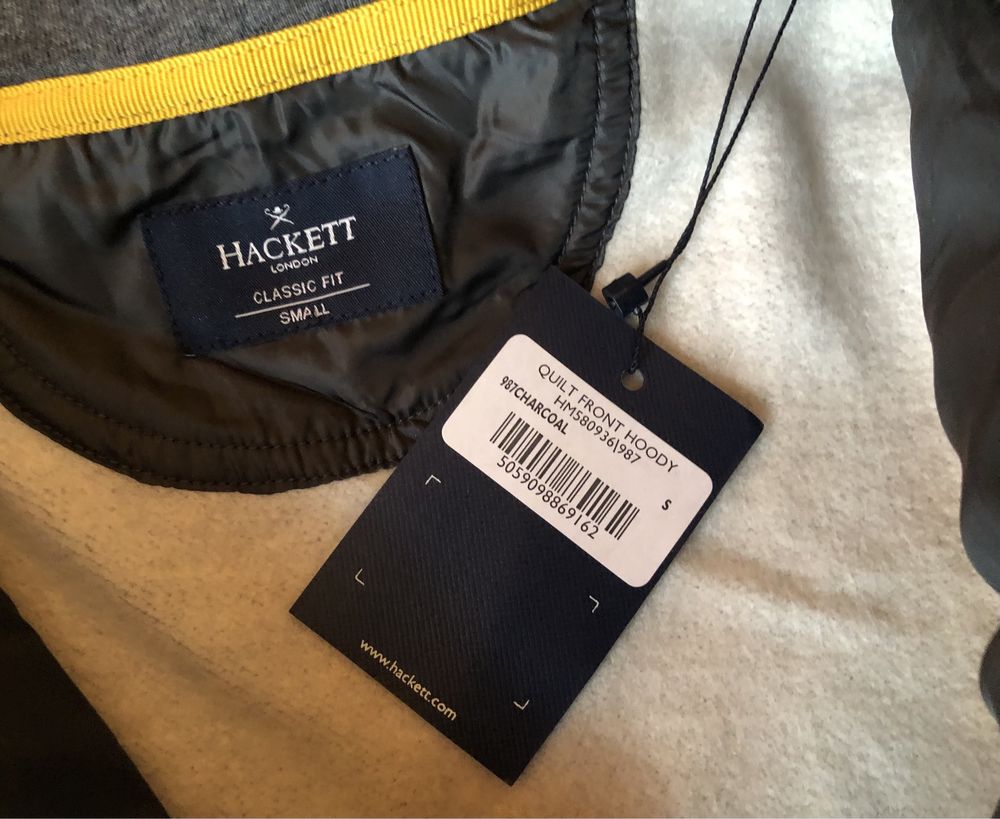 HACKETT
LONDON
CLASSIC FIT
SMALL
QUILT FRONT HOODY
HM580936\987
987CHARCOAL
S
5059098869162
www.hackett.com